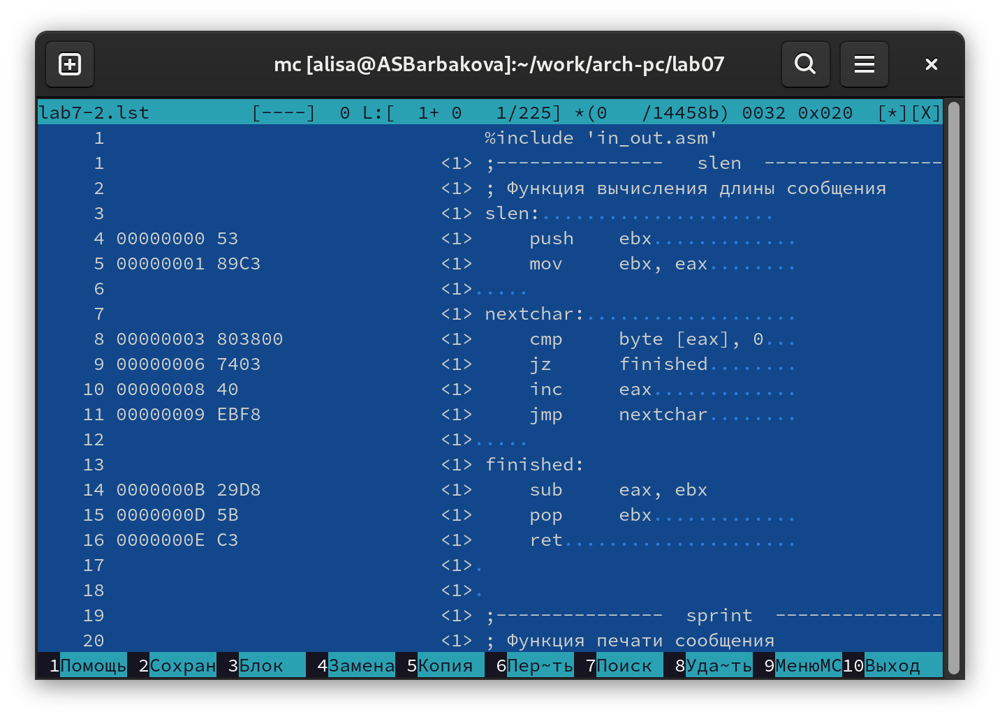 mc [alisa@ASBarbakova]:~/work/arch-pc/lab07
lab7-2.lst [----] 0 L:[ 1+ 0 1/225] *(0 /14458b) 0032 0x020 [*][X]
1 %include 'in_out.asm'
1 <1> ;--------------- slen ----------------
2 <1> ; Функция вычисления длины сообщения
3 <1> slen:.....................
4 00000000 53 <1> push ebx.............
5 00000001 89C3 <1> mov ebx, eax........
6 <1>.....
7 <1> nextchar:...................
8 00000003 803800 <1> cmp byte [eax], 0...
9 00000006 7403 <1> jz finished........
10 00000008 40 <1> inc eax.............
11 00000009 EBF8 <1> jmp nextchar........
12 <1>.....
13 <1> finished:
14 0000000B 29D8 <1> sub eax, ebx
15 0000000D 5B <1> pop ebx.............
16 0000000E C3 <1> ret.....................
17 <1>.
18 <1>.
19 <1> ;--------------- sprint ---------------
20 <1> ; Функция печати сообщения
1Помощь 2Сохран 3Блок 4Замена 5Копия 6Пер~ть 7Поиск 8Уда~ть 9МенюMC 10Выход